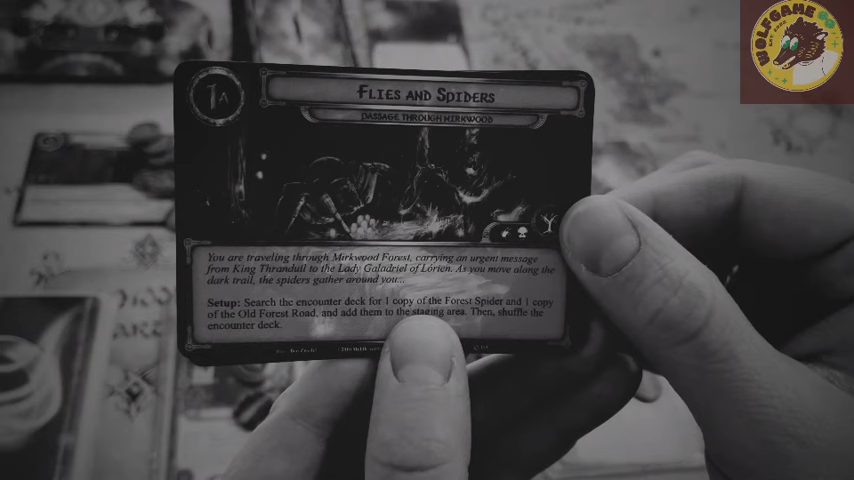 WOLFGAME GO
1A
FLIES AND SPIDERS
PASSAGE THROUGH MIRKWOOD
You are traveling through Mirkwood Forest, carrying an urgent message
from King Thranduil to the Lady Galadriel of Lórien. As you move along the
dark trail, the spiders gather around you...
Setup: Search the encounter deck for 1 copy of the Forest Spider and 1 copy
of the Old Forest Road, and add them to the staging area. Then, shuffle the
encounter deck.